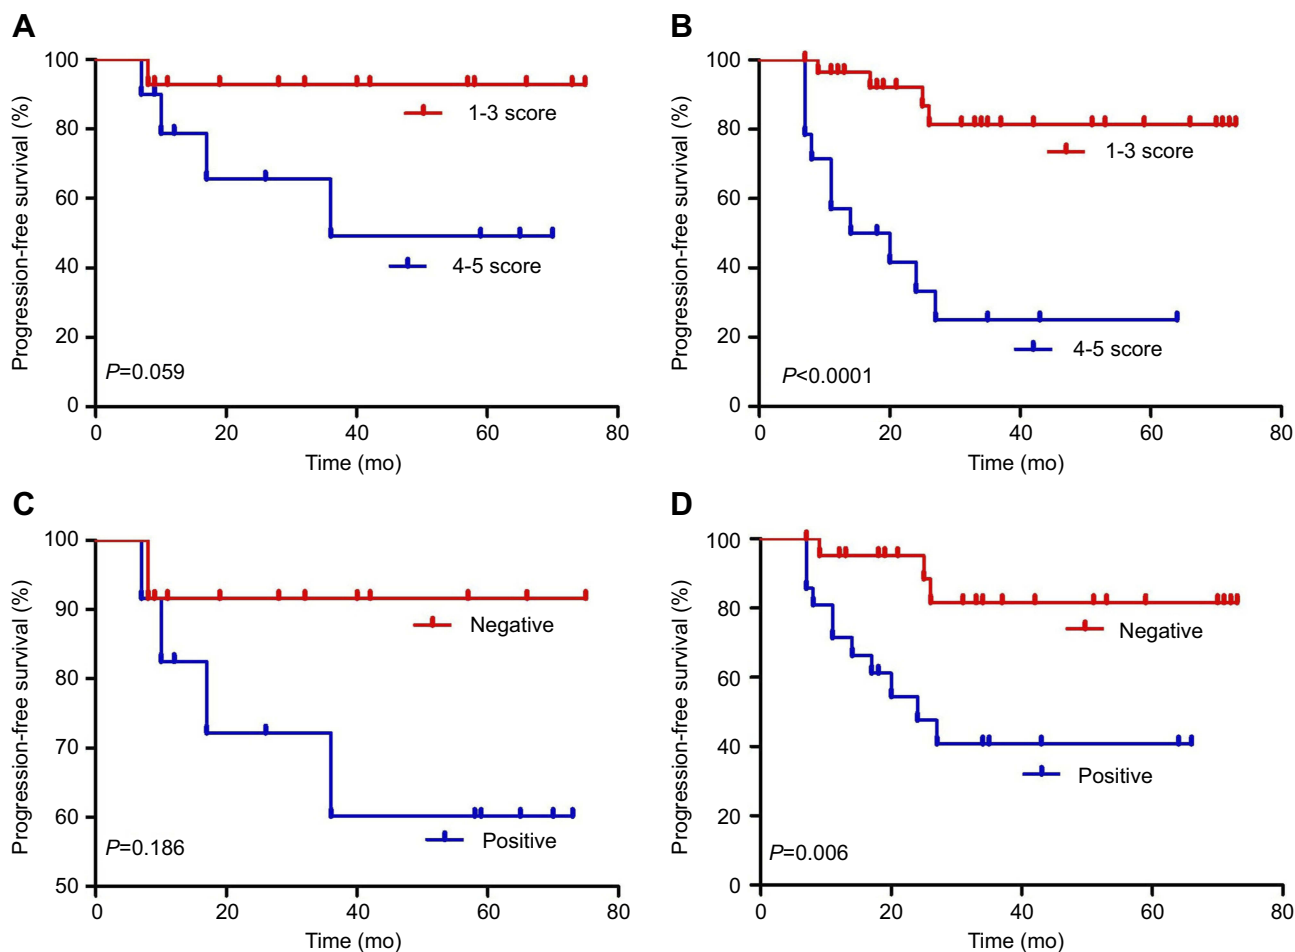 A
Progression-free survival (%)
100
80
60
40
20
0
1-3 score
4-5 score
P=0.059
0 20 40 60 80
Time (mo)
B
Progression-free survival (%)
100
80
60
40
20
0
1-3 score
4-5 score
P<0.0001
0 20 40 60 80
Time (mo)
C
Progression-free survival (%)
100
90
80
70
60
50
Negative
Positive
P=0.186
0 20 40 60 80
Time (mo)
D
Progression-free survival (%)
100
80
60
40
20
0
Negative
Positive
P=0.006
0 20 40 60 80
Time (mo)